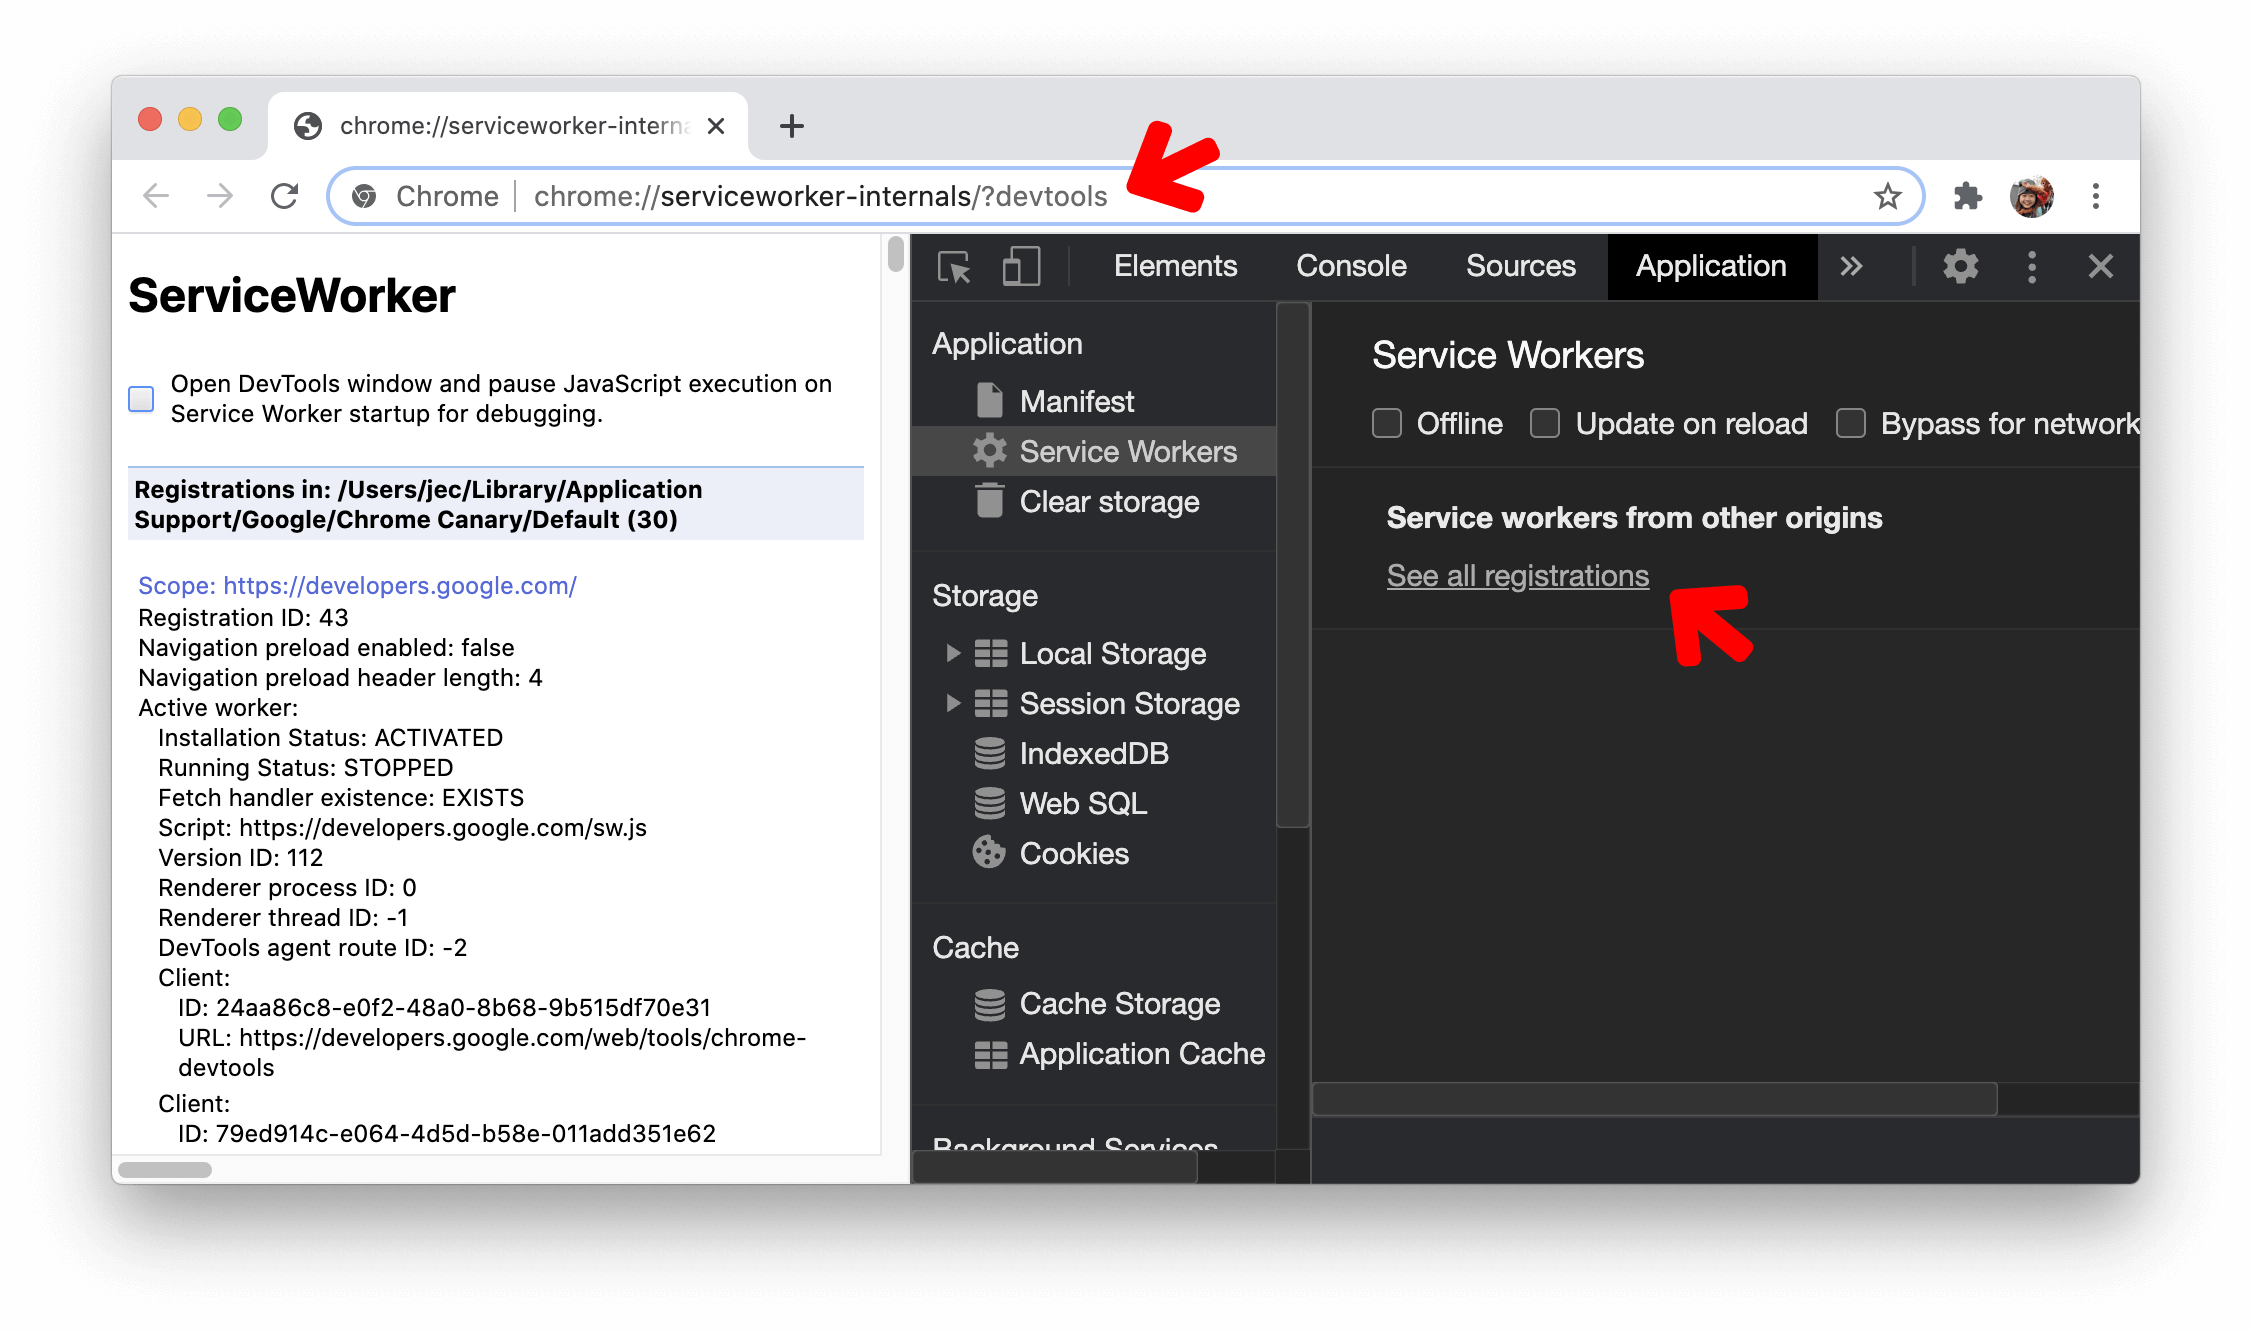 chrome://serviceworker-interna
Chrome
chrome://serviceworker-internals/?devtools
ServiceWorker
Open DevTools window and pause JavaScript execution on
Service Worker startup for debugging.
Registrations in: /Users/jec/Library/Application
Support/Google/Chrome Canary/Default (30)
Scope: https://developers.google.com/
Registration ID: 43
Navigation preload enabled: false
Navigation preload header length: 4
Active worker:
Installation Status: ACTIVATED
Running Status: STOPPED
Fetch handler existence: EXISTS
Script: https://developers.google.com/sw.js
Version ID: 112
Renderer process ID: 0
Renderer thread ID: -1
DevTools agent route ID: -2
Client:
ID: 24aa86c8-e0f2-48a0-8b68-9b515df70e31
URL: https://developers.google.com/web/tools/chrome-
devtools
Client:
ID: 79ed914c-e064-4d5d-b58e-011add351e62
Elements Console Sources Application
Application
Manifest
Service Workers
Clear storage
Storage
Local Storage
Session Storage
IndexedDB
Web SQL
Cookies
Cache
Cache Storage
Application Cache
Background Services
Service Workers
Offline Update on reload Bypass for network
Service workers from other origins
See all registrations